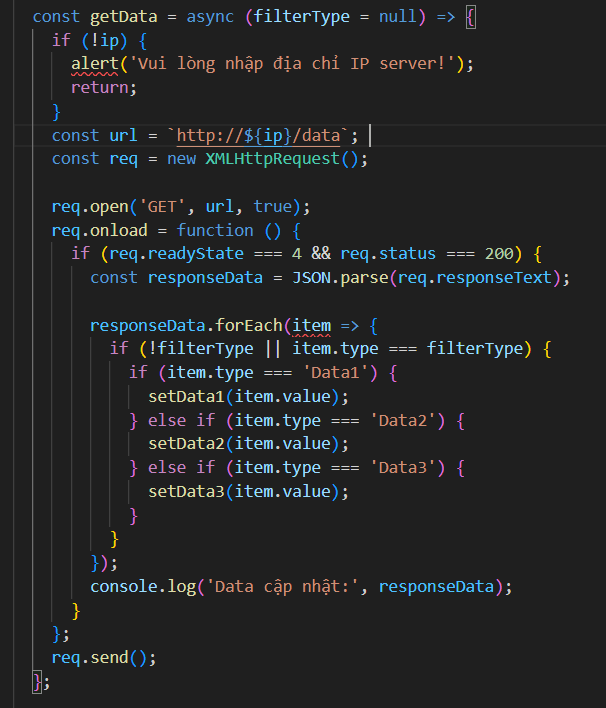 const getData = async (filterType = null) => {
  if (!ip) {
    alert('Vui lòng nhập địa chỉ IP server!');
    return;
  }
  const url = `http://${ip}/data`;
  const req = new XMLHttpRequest();

  req.open('GET', url, true);
  req.onload = function () {
    if (req.readyState === 4 && req.status === 200) {
      const responseData = JSON.parse(req.responseText);

      responseData.forEach(item => {
        if (!filterType || item.type === filterType) {
          if (item.type === 'Data1') {
            setData1(item.value);
          } else if (item.type === 'Data2') {
            setData2(item.value);
          } else if (item.type === 'Data3') {
            setData3(item.value);
          }
        }
      });
      console.log('Data cập nhật:', responseData);
    }
  };
  req.send();
};